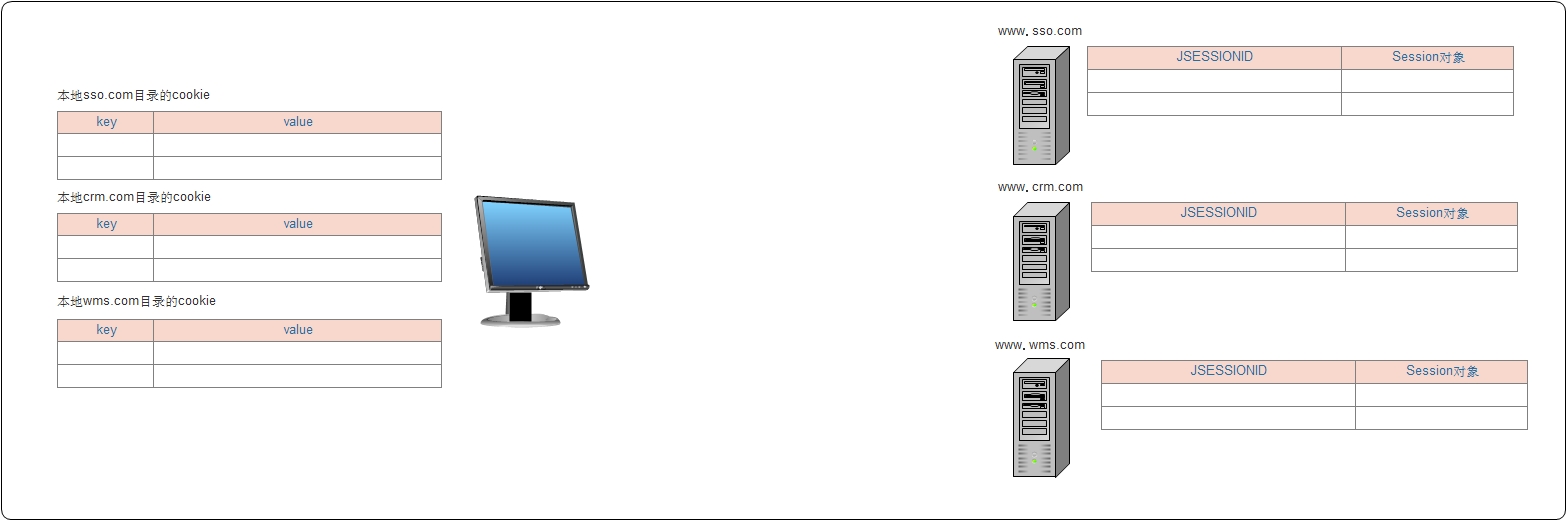 本地sso.com目录的cookie
key value
本地crm.com目录的cookie
key value
本地wms.com目录的cookie
key value
www. sso.com
JSESSIONID Session对象
www. crm.com
JSESSIONID Session对象
www. wms.com
JSESSIONID Session对象